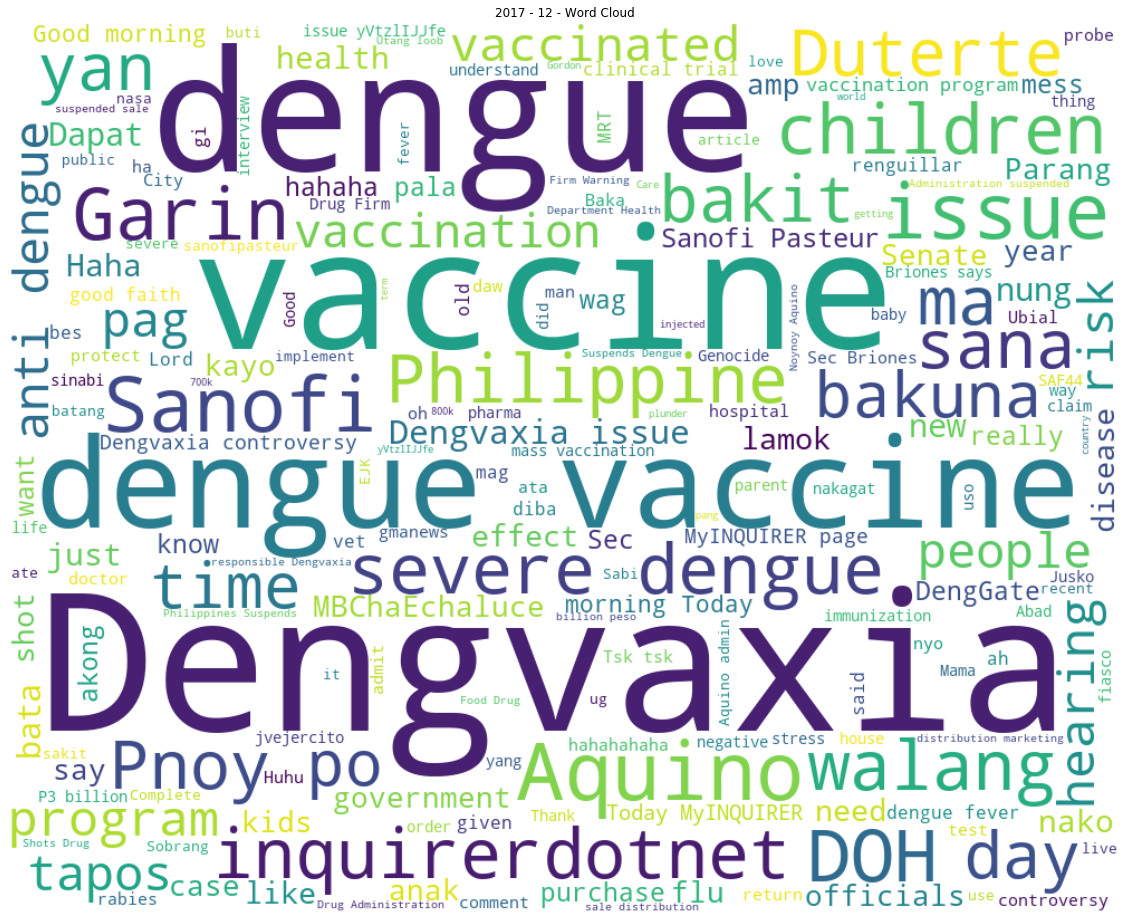 2017 - 12 - Word Cloud
Good morning
buti
issue yVtzlIJJfe
Utang loob
vaccinated
Duterte
probe
yan
dengue
health
understand
Gordon
clinical trial
love
amp
vaccination program
mess
suspended sale
nasa
world
thing
Dapat
gi
interview
fever
MRT
article
children
public
ha
City
renguillar
Parang
anti dengue
Garin
hahaha
pala
Drug Firm
Firm Warning
Care
Department Health
Baka
bakit
getting
Administration suspended
issue
severe
sanofipasteur
vaccination
Sanofi Pasteur
Senate
year
Haha
vaccine
Briones says
good faith
Good
term
old
daw
did
man
wag
injected
Noynoy Aquino
baby
ma
nung
Ubial
risk
bes
pag
protect
Lord
kayo
implement
Suspends Dengue
Genocide
Sec Briones
sana
sinabi
700k
Philippine
SAF44
way
batang
Sanofi
oh
800k
pharma
plunder
hospital
bakuna
claim
Dengvaxia controversy
yVtzlIJJfe
Dengvaxia issue
mass vaccination
lamok
new
really
country
disease
want
dengue vaccine
EJK
mag
ata
diba
parent
nakagat
uso
pang
life
just
know
vet
gmanews
effect
Sec
MyINQUIRER page
people
ate
doctor
time
responsible Dengvaxia
severe dengue
Sabi
DengGate
Jusko
recent
shot
Philippines Suspends
MBChaEchaluce
morning Today
billion peso
immunization
Abad
hearing
akong
Dengvaxia
admit
it
Tsk tsk
Food Drug
ug
Aquino admin
said
nyo
Mama
ah
fiasco
bata
sakit
jvejercito
hahahahaha
negative
stress
house
distribution marketing
say
Pnoy
Huhu
po
yang
Aquino
walang
P3 billion
Complete
government
program
kids
order
given
Thank
Today MyINQUIRER
need
dengue fever
test
nako
Shots Drug
Sobrang
inquirerdotnet
DOH
day
live
tapos
rabies
case
like
Drug Administration
anak
comment
purchase
flu
sale distribution
return
officials
use
controversy